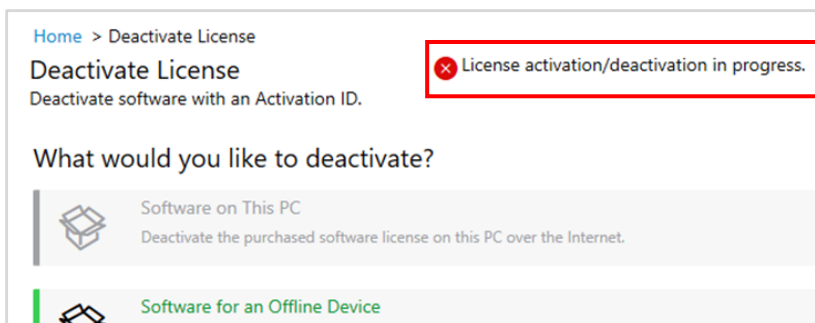 Home > Deactivate License
Deactivate License
License activation/deactivation in progress.
Deactivate software with an Activation ID.
What would you like to deactivate?
Software on This PC
Deactivate the purchased software license on this PC over the Internet.
Software for an Offline Device